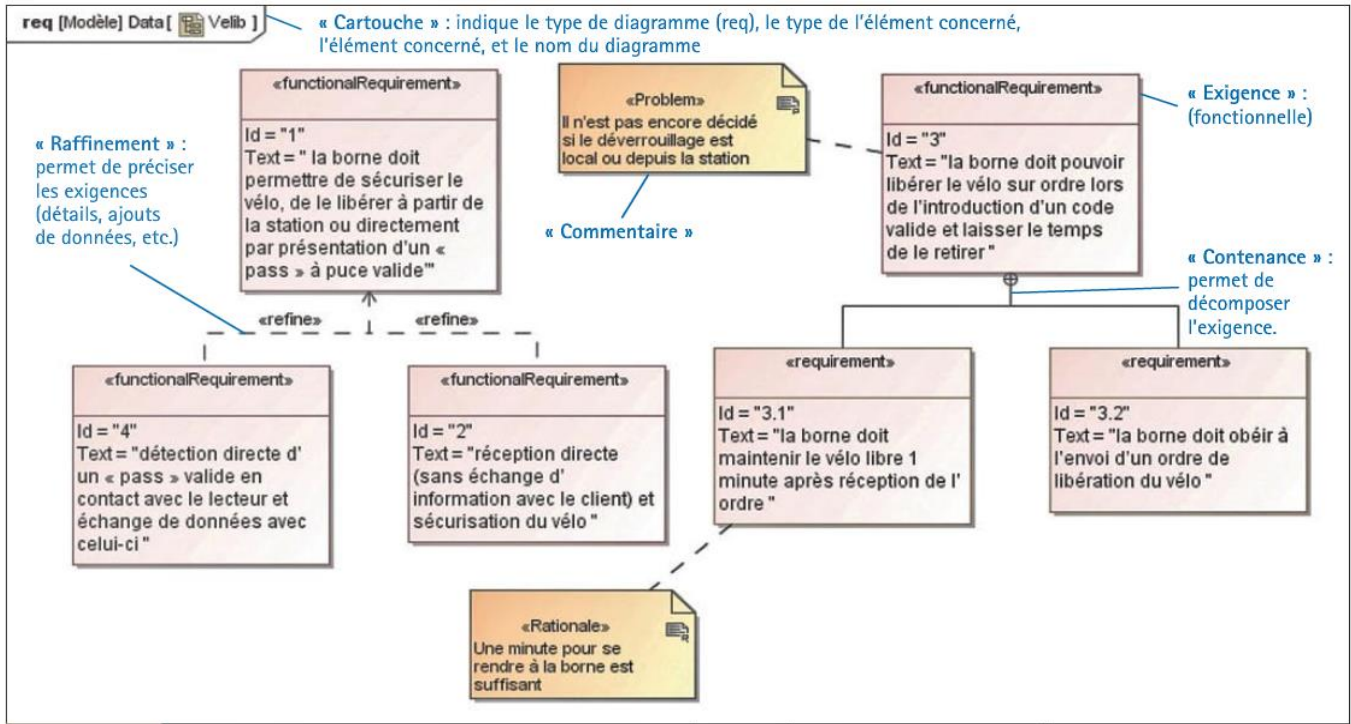 req [Modèle] Data [ Velib ]
« Cartouche » : indique le type de diagramme (req), le type de l'élément concerné,
l'élément concerné, et le nom du diagramme
«functionalRequirement»
Id = "1"
Text = " la borne doit
permettre de sécuriser le
vélo, de le libérer à partir de
la station ou directement
par présentation d'un «
pass » à puce valide'"
«Problem»
Il n'est pas encore décidé
si le déverrouillage est
local ou depuis la station
«functionalRequirement»
Id = "3"
Text = "la borne doit pouvoir
libérer le vélo sur ordre lors
de l'introduction d'un code
valide et laisser le temps
de le retirer "
« Exigence » :
(fonctionnelle)
« Raffinement » :
permet de préciser
les exigences
(détails, ajouts
de données, etc.)
« Commentaire »
« Contenance » :
permet de
décomposer
l'exigence.
«refine»
«refine»
«functionalRequirement»
Id = "4"
Text = "détection directe d'
un « pass » valide en
contact avec le lecteur et
échange de données avec
celui-ci "
«functionalRequirement»
Id = "2"
Text = "réception directe
(sans échange d'
information avec le client) et
sécurisation du vélo "
«requirement»
Id = "3.1"
Text = "la borne doit
maintenir le vélo libre 1
minute après réception de l'
ordre "
«requirement»
Id = "3.2"
Text = "la borne doit obéir à
l'envoi d'un ordre de
libération du vélo "
«Rationale»
Une minute pour se
rendre à la borne est
suffisant